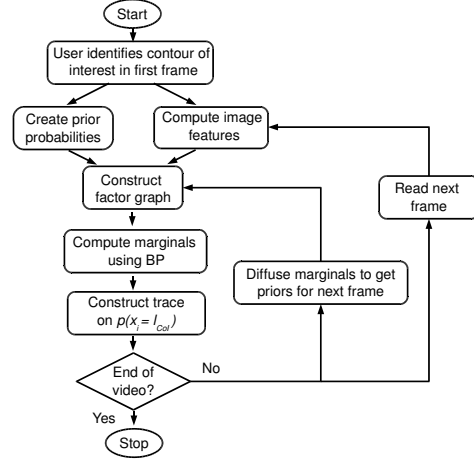 Start
User identifies contour of
interest in first frame
Create prior
probabilities
Compute image
features
Construct
factor graph
Read next
frame
Compute marginals
using BP
Diffuse marginals to get
priors for next frame
Construct trace
on p(x_i = l_CoI)
End of
video?
No
Yes
Stop